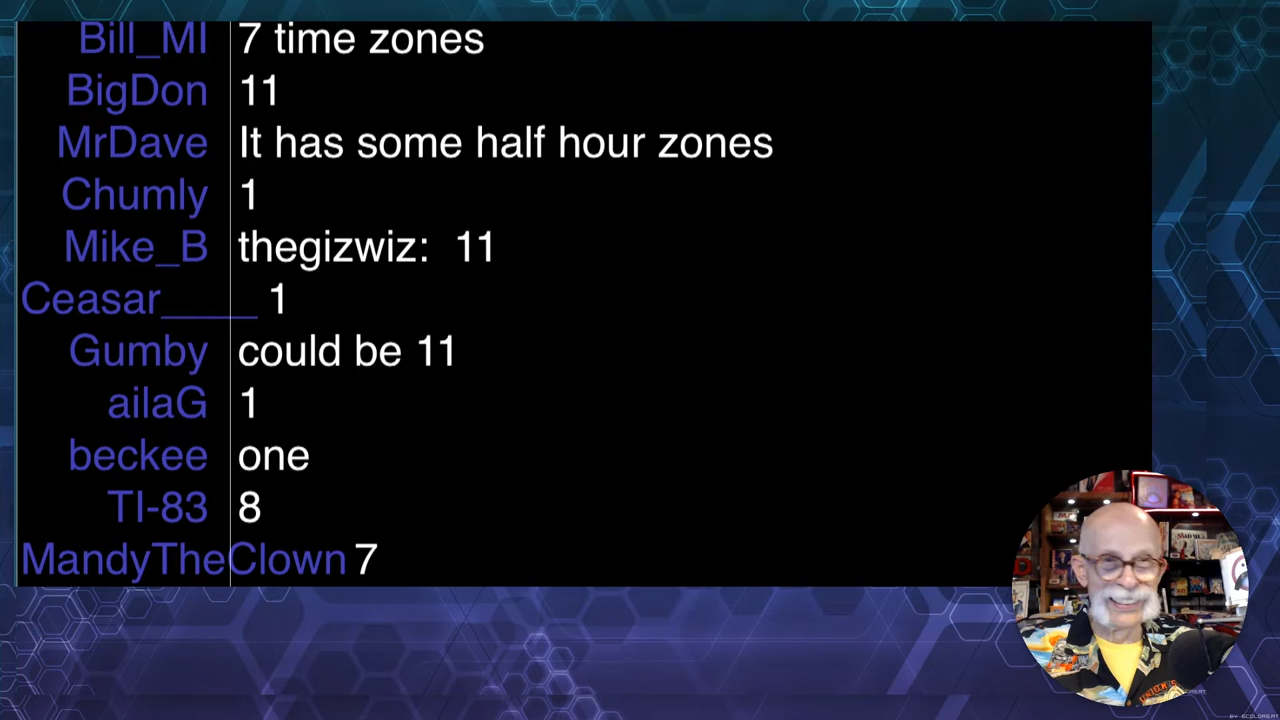 Bill_MI 7 time zones
BigDon 11
MrDave It has some half hour zones
Chumly 1
Mike_B thegizwiz:  11
Ceasar_____ 1
Gumby could be 11
ailaG 1
beckee one
TI-83 8
MandyTheClown 7